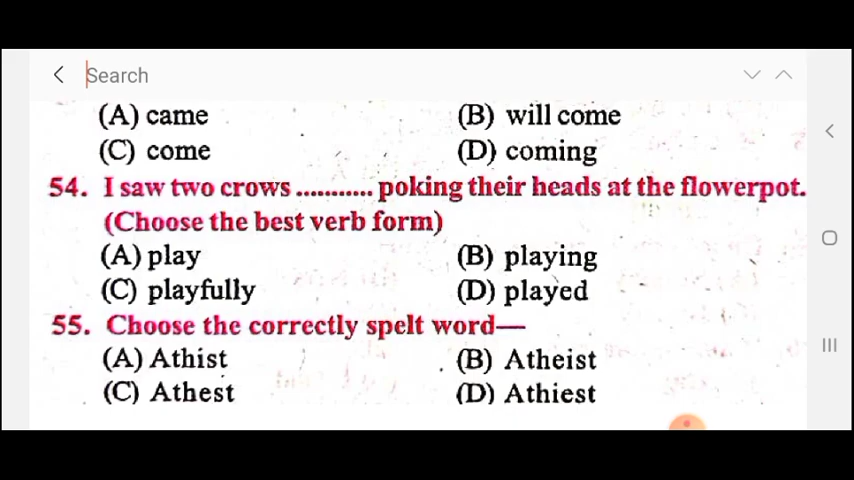 Search
(A) came (B) will come
(C) come (D) coming
54. I saw two crows ........... poking their heads at the flowerpot.
(Choose the best verb form)
(A) play (B) playing
(C) playfully (D) played
55. Choose the correctly spelt word—
(A) Athist (B) Atheist
(C) Athest (D) Athiest